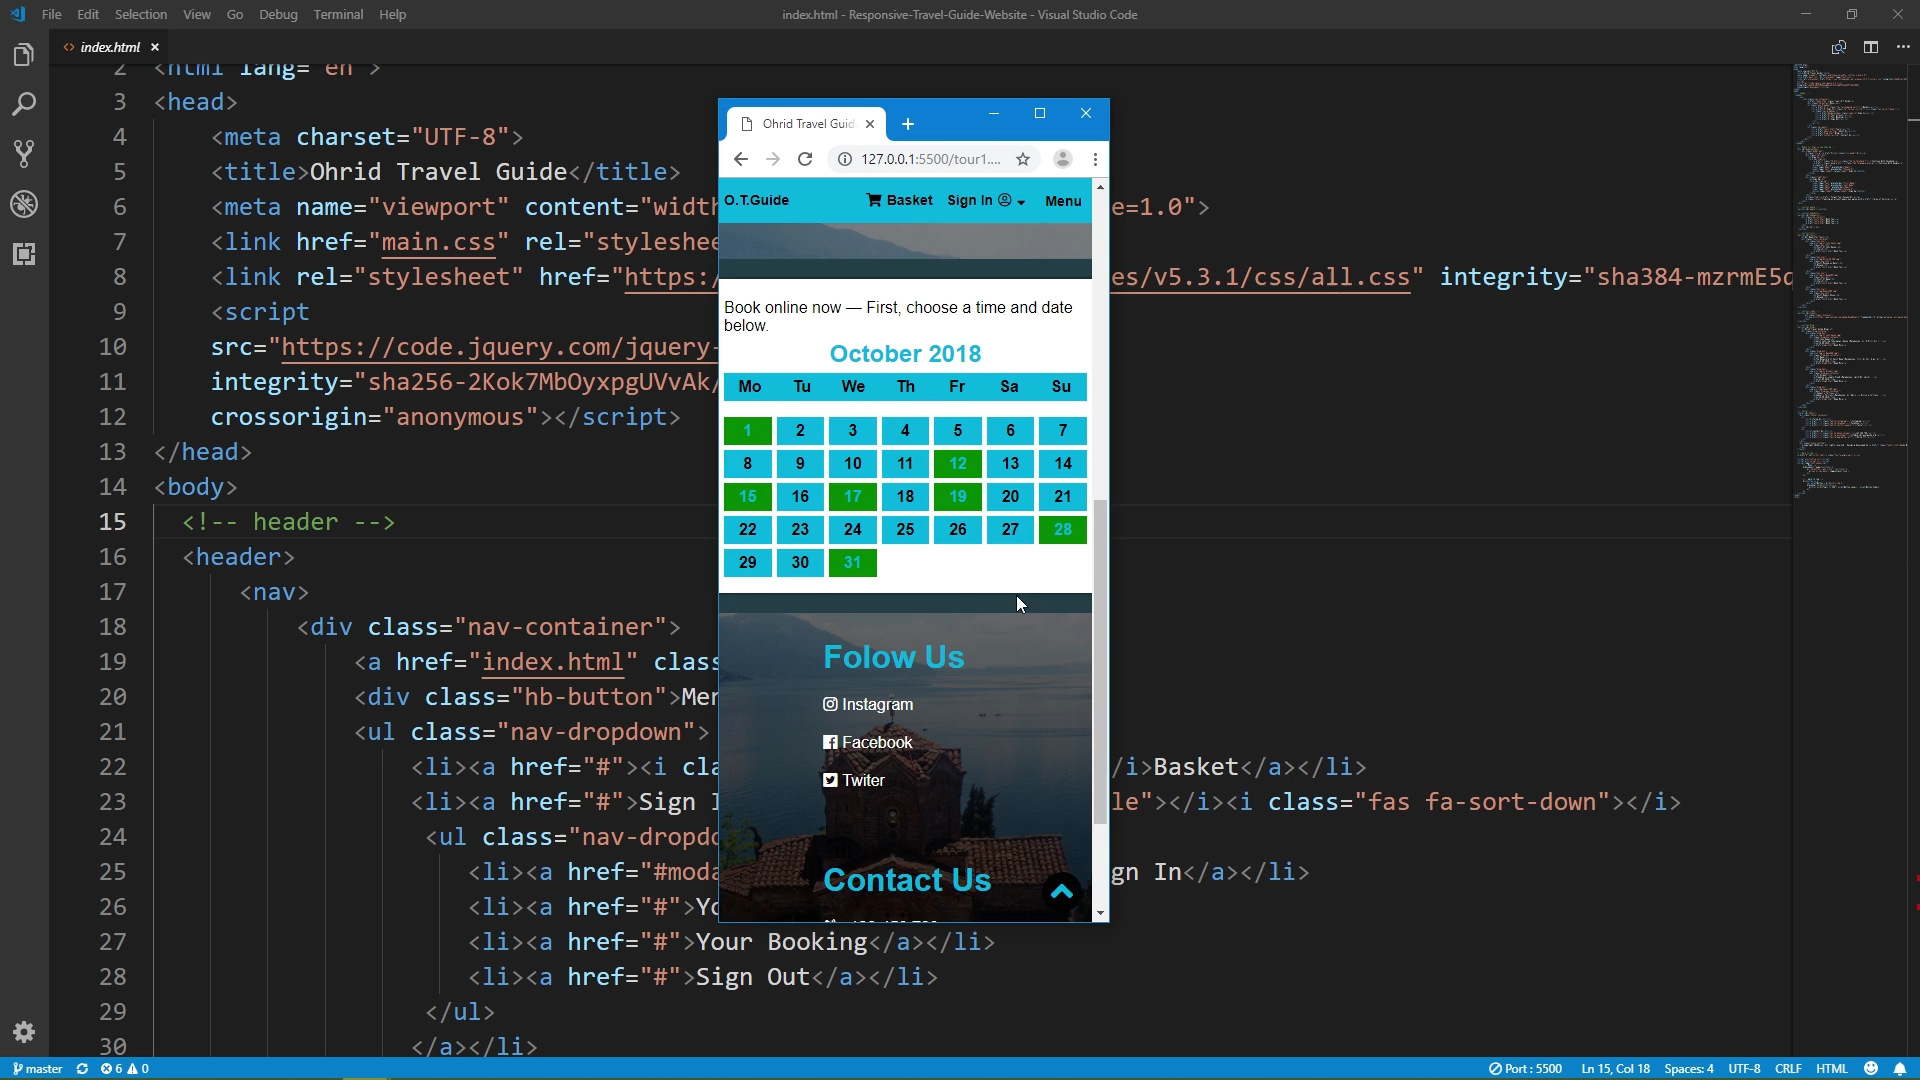 File Edit Selection View Go Debug Terminal Help
index.html - Responsive-Travel-Guide-Website - Visual Studio Code
<> index.html ×
2 <html lang="en">
3 <head>
4 <meta charset="UTF-8">
5 <title>Ohrid Travel Guide</title>
6 <meta name="viewport" content="width e=1.0">
7 <link href="main.css" rel="styleshee
8 <link rel="stylesheet" href="https:/ es/v5.3.1/css/all.css" integrity="sha384-mzrmE5
9 <script
10 src="https://code.jquery.com/jquery-
11 integrity="sha256-2Kok7MbOyxpgUVvAk/
12 crossorigin="anonymous"></script>
13 </head>
14 <body>
15 <!-- header -->
16 <header>
17 <nav>
18 <div class="nav-container">
19 <a href="index.html" clas
20 <div class="hb-button">Me
21 <ul class="nav-dropdown">
22 <li><a href="#"><i cl /i>Basket</a></li>
23 <li><a href="#">Sign le"></i><i class="fas fa-sort-down"></i>
24 <ul class="nav-dropd
25 <li><a href="#moda gn In</a></li>
26 <li><a href="#">Yo
27 <li><a href="#">Your Booking</a></li>
28 <li><a href="#">Sign Out</a></li>
29 </ul>
30 </a></li>
Ohrid Travel Guid
127.0.0.1:5500/tour1....
O.T.Guide Basket Sign In Menu
Book online now — First, choose a time and date
below.
October 2018
Mo Tu We Th Fr Sa Su
1 2 3 4 5 6 7
8 9 10 11 12 13 14
15 16 17 18 19 20 21
22 23 24 25 26 27 28
29 30 31
Folow Us
Instagram
Facebook
Twiter
Contact Us
master 6 0
Port : 5500 Ln 15, Col 18 Spaces: 4 UTF-8 CRLF HTML